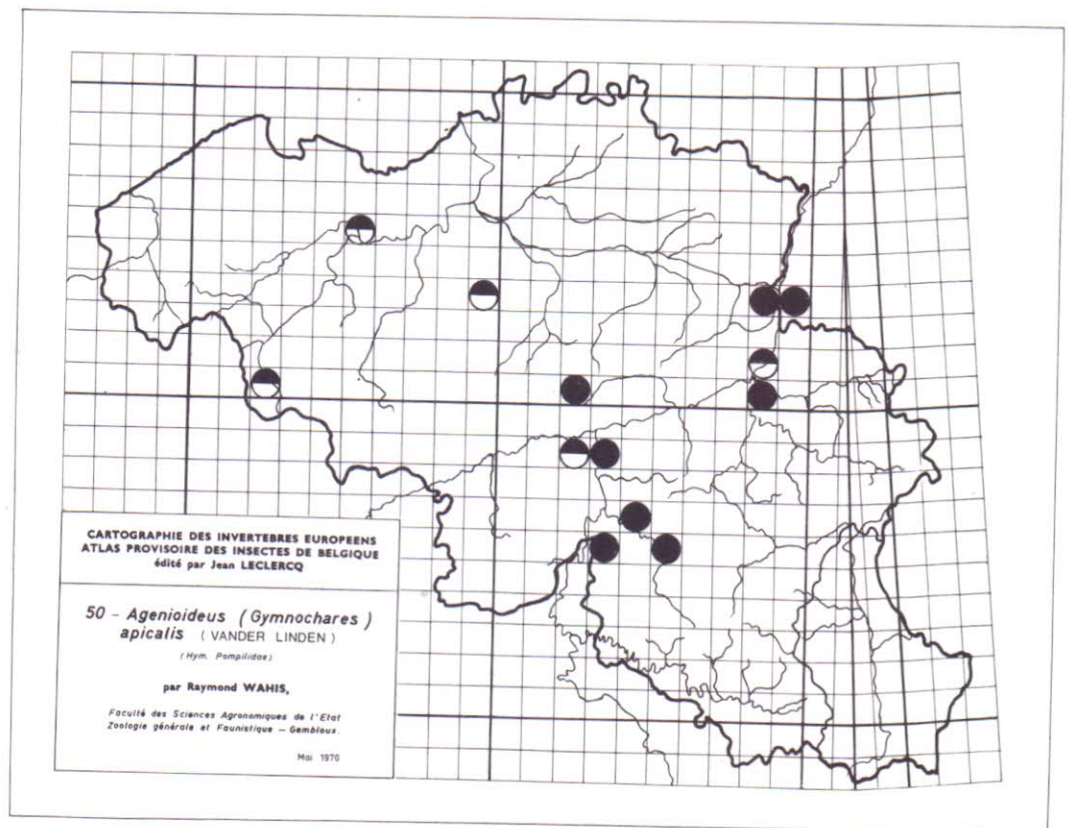 CARTOGRAPHIE DES INVERTEBRES EUROPEENS
ATLAS PROVISOIRE DES INSECTES DE BELGIQUE
édité par Jean LECLERCQ
50 – Agenioideus (Gymnochares)
apicalis (VANDER LINDEN)
(Hym. Pompilidae)
par Raymond WAHIS,
Faculté des Sciences Agronomiques de l'Etat
Zoologie générale et Faunistique – Gembloux.
Mai 1970